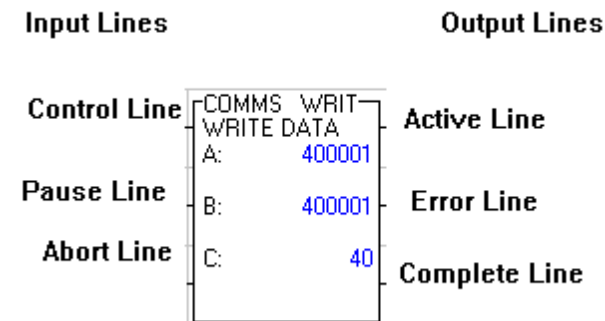 Input Lines
Output Lines
Control Line
COMMS WRIT
WRITE DATA
Active Line
A: 400001
Pause Line
B: 400001
Error Line
Abort Line
C: 40
Complete Line